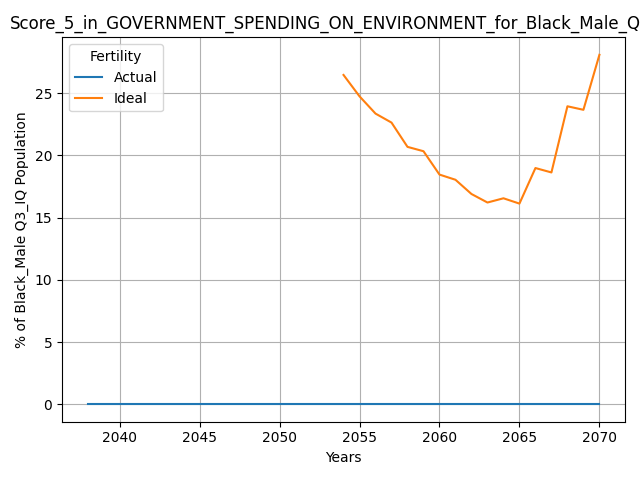 Score_5_in_GOVERNMENT_SPENDING_ON_ENVIRONMENT_for_Black_Male_Q
Fertility
Actual
Ideal
% of Black_Male Q3_IQ Population
25
20
15
10
5
0
2040 2045 2050 2055 2060 2065 2070
Years